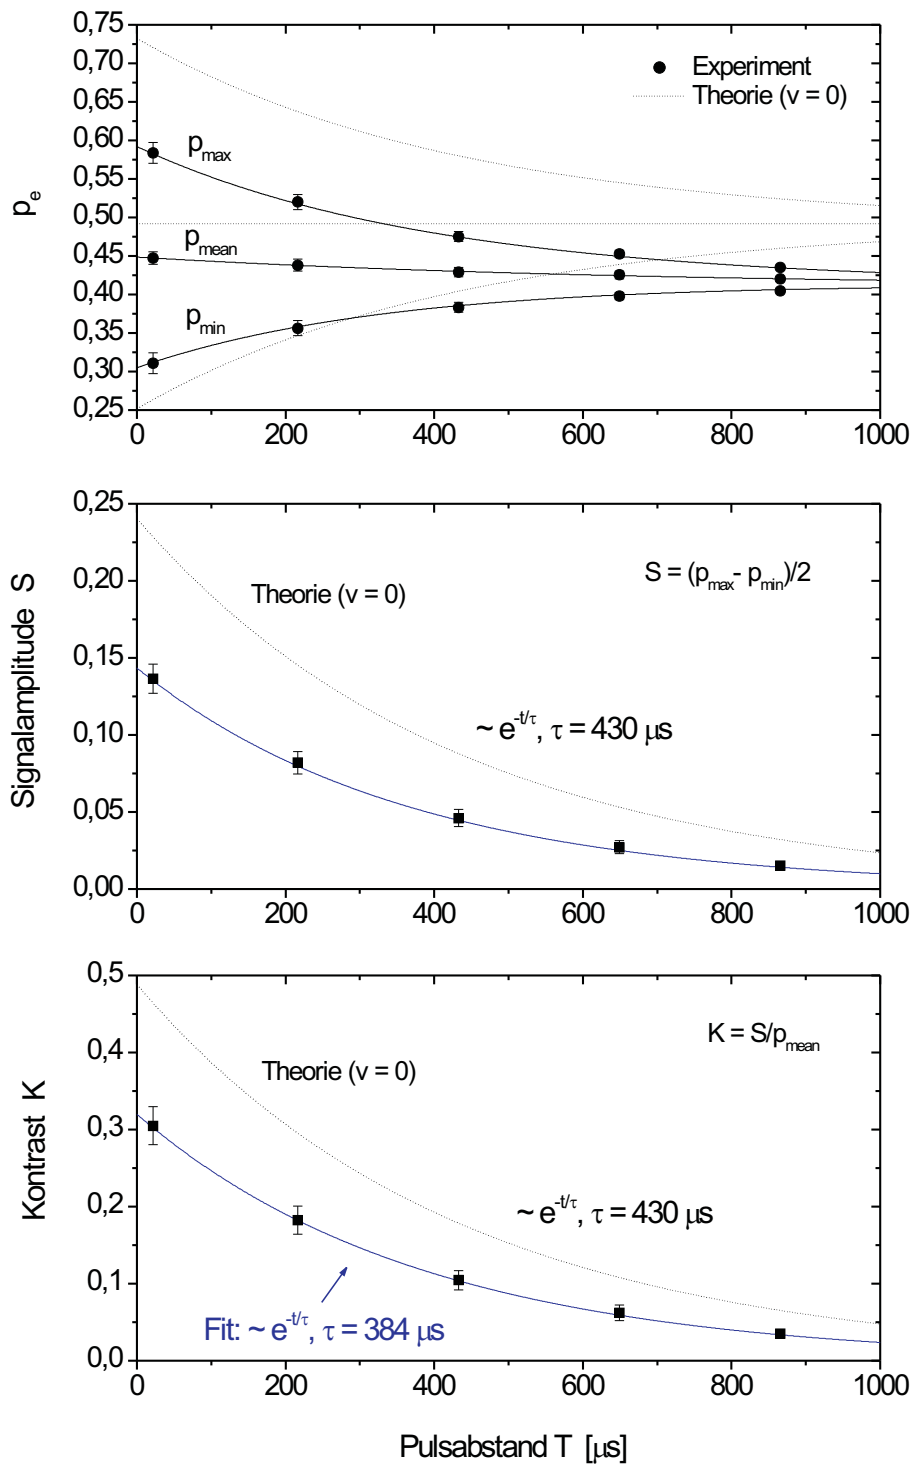 0,75
0,70
0,65
0,60
0,55
0,50
0,45
0,40
0,35
0,30
0,25
p_e
Experiment
Theorie (v = 0)
p_max
p_mean
p_min
0 200 400 600 800 1000
0,25
0,20
0,15
0,10
0,05
0,00
Signalamplitude S
Theorie (v = 0)
S = (p_max - p_min)/2
~ e^-t/τ, τ = 430 μs
0 200 400 600 800 1000
0,5
0,4
0,3
0,2
0,1
0,0
Kontrast K
K = S/p_mean
Theorie (v = 0)
~ e^-t/τ, τ = 430 μs
Fit: ~ e^-t/τ, τ = 384 μs
0 200 400 600 800 1000
Pulsabstand T [μs]